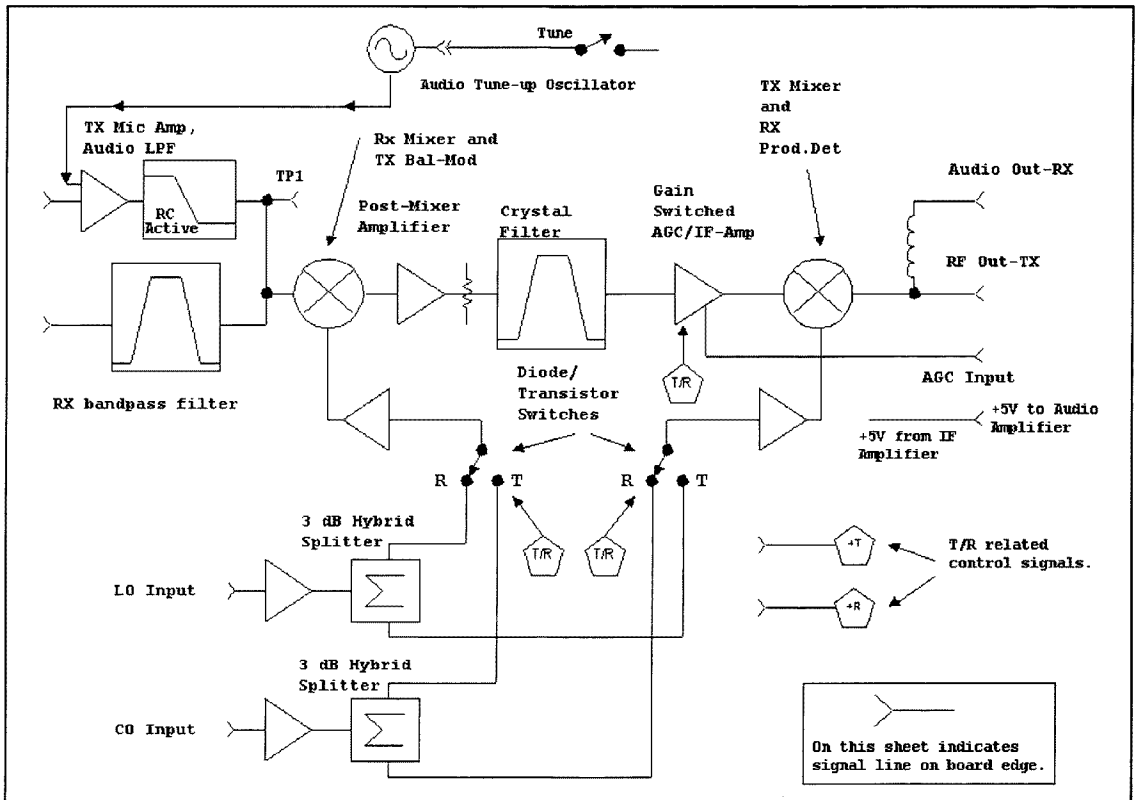 Tune
Audio Tune-up Oscillator
TX Mixer
and
RX
Prod.Det
TX Mic Amp,
Audio LPF
Rx Mixer and
TX Bal-Mod
TP1
RC
Active
Post-Mixer
Amplifier
Crystal
Filter
Gain
Switched
AGC/IF-Amp
Audio Out-RX
RF Out-TX
RX bandpass filter
Diode/
Transistor
Switches
T/R
AGC Input
+5V to Audio
Amplifier
+5V from IF
Amplifier
R
T
R
T
3 dB Hybrid
Splitter
T/R
T/R
+T
T/R related
control signals.
LO Input
+R
3 dB Hybrid
Splitter
CO Input
On this sheet indicates
signal line on board edge.